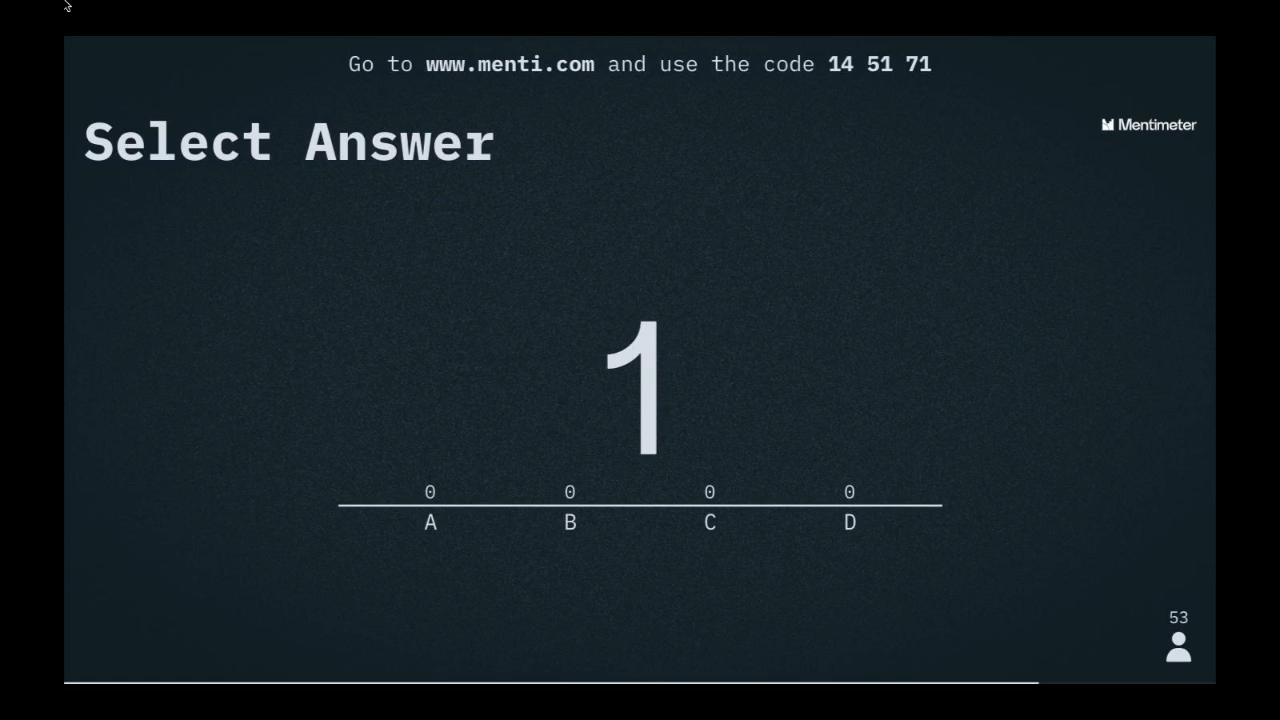 Go to www.menti.com and use the code 14 51 71
Select Answer
Mentimeter
1
0 0 0 0
A B C D
53